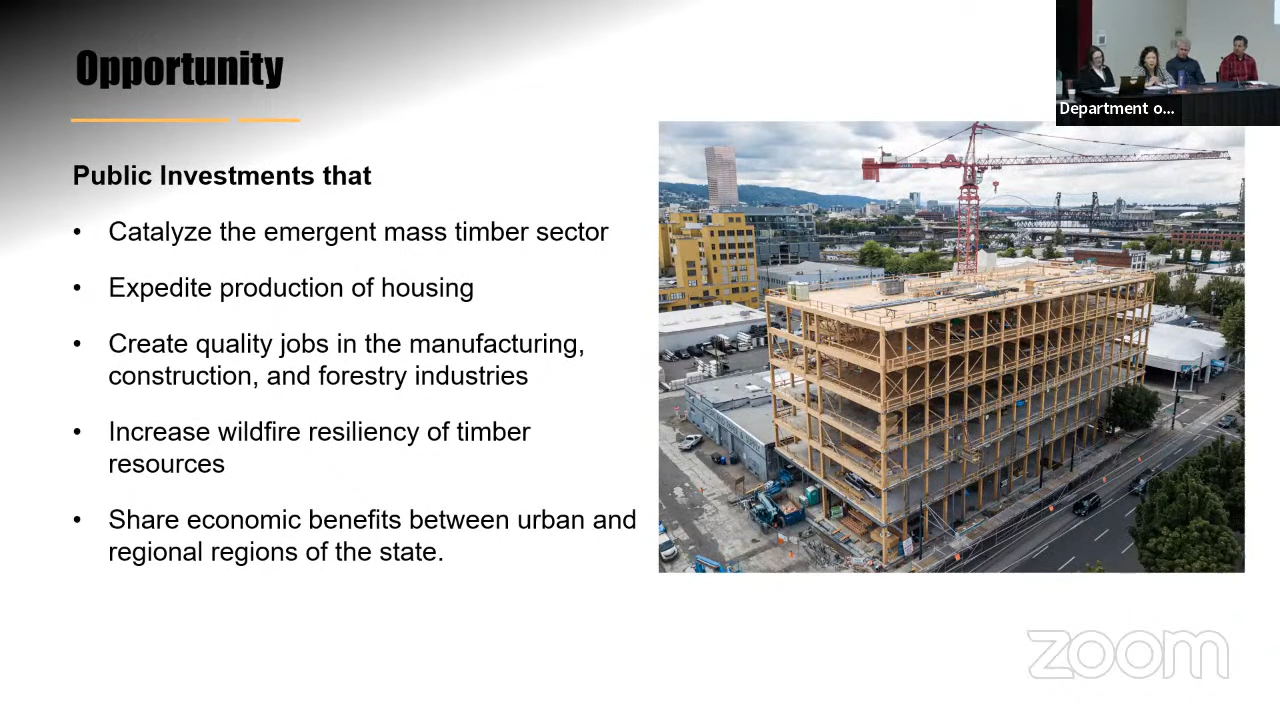 Opportunity
Department o...
Public Investments that
• Catalyze the emergent mass timber sector
• Expedite production of housing
• Create quality jobs in the manufacturing,
construction, and forestry industries
• Increase wildfire resiliency of timber
resources
• Share economic benefits between urban and
regional regions of the state.
zoom